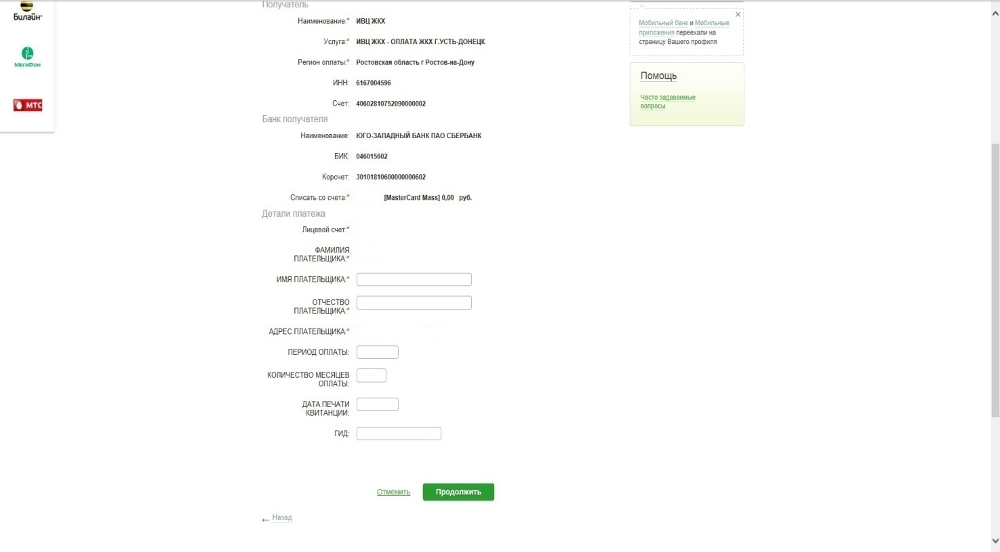 Билайн
МегаФон
МТС
Получатель
Наименование:* ИВЦ ЖКХ
Услуга:* ИВЦ ЖКХ - ОПЛАТА ЖКХ Г.УСТЬ-ДОНЕЦК
Регион оплаты:* Ростовская область г Ростов-на-Дону
ИНН: 6167004596
Счет: 40602810752090000002
Банк получателя
Наименование: ЮГО-ЗАПАДНЫЙ БАНК ПАО СБЕРБАНК
БИК: 046015602
Корсчет: 30101810600000000602
Списать со счета:* [MasterCard Mass] 0,00 руб.
Детали платежа
Лицевой счет:*
ФАМИЛИЯ
ПЛАТЕЛЬЩИКА:*
ИМЯ ПЛАТЕЛЬЩИКА:*
ОТЧЕСТВО
ПЛАТЕЛЬЩИКА:*
АДРЕС ПЛАТЕЛЬЩИКА:*
ПЕРИОД ОПЛАТЫ:
КОЛИЧЕСТВО МЕСЯЦЕВ
ОПЛАТЫ:
ДАТА ПЕЧАТИ
КВИТАНЦИИ:
ГИД:
Отменить
Продолжить
← Назад
Мобильный банк и Мобильные
приложения переехали на
страницу Вашего профиля
Помощь
Часто задаваемые
вопросы